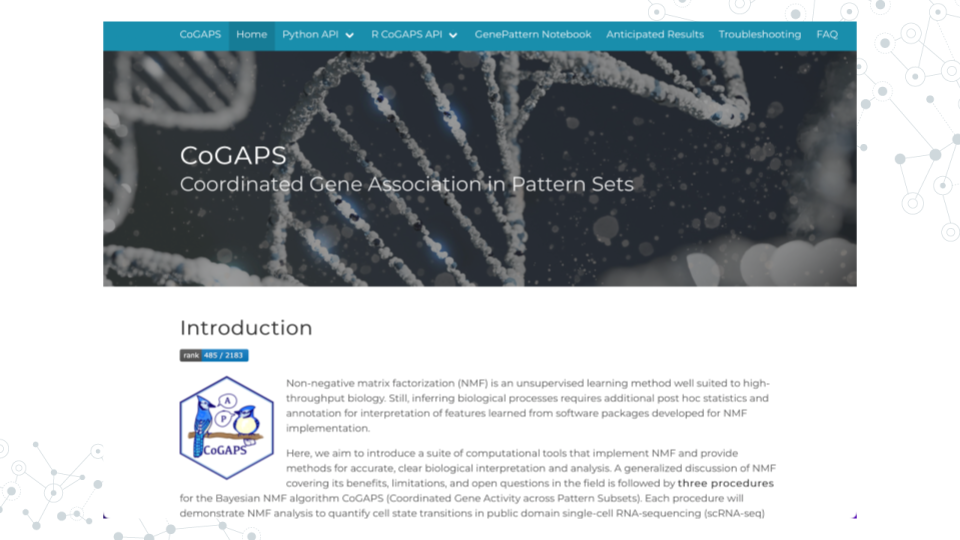 CoGAPS Home Python API R CoGAPS API GenePattern Notebook Anticipated Results Troubleshooting FAQ
CoGAPS
Coordinated Gene Association in Pattern Sets
Introduction
rank 485 / 2183
A
P
CoGAPS
Non-negative matrix factorization (NMF) is an unsupervised learning method well suited to high-
throughput biology. Still, inferring biological processes requires additional post hoc statistics and
annotation for interpretation of features learned from software packages developed for NMF
implementation.
Here, we aim to introduce a suite of computational tools that implement NMF and provide
methods for accurate, clear biological interpretation and analysis. A generalized discussion of NMF
covering its benefits, limitations, and open questions in the field is followed by three procedures
for the Bayesian NMF algorithm CoGAPS (Coordinated Gene Activity across Pattern Subsets). Each procedure will
demonstrate NMF analysis to quantify cell state transitions in public domain single-cell RNA-sequencing (scRNA-seq)